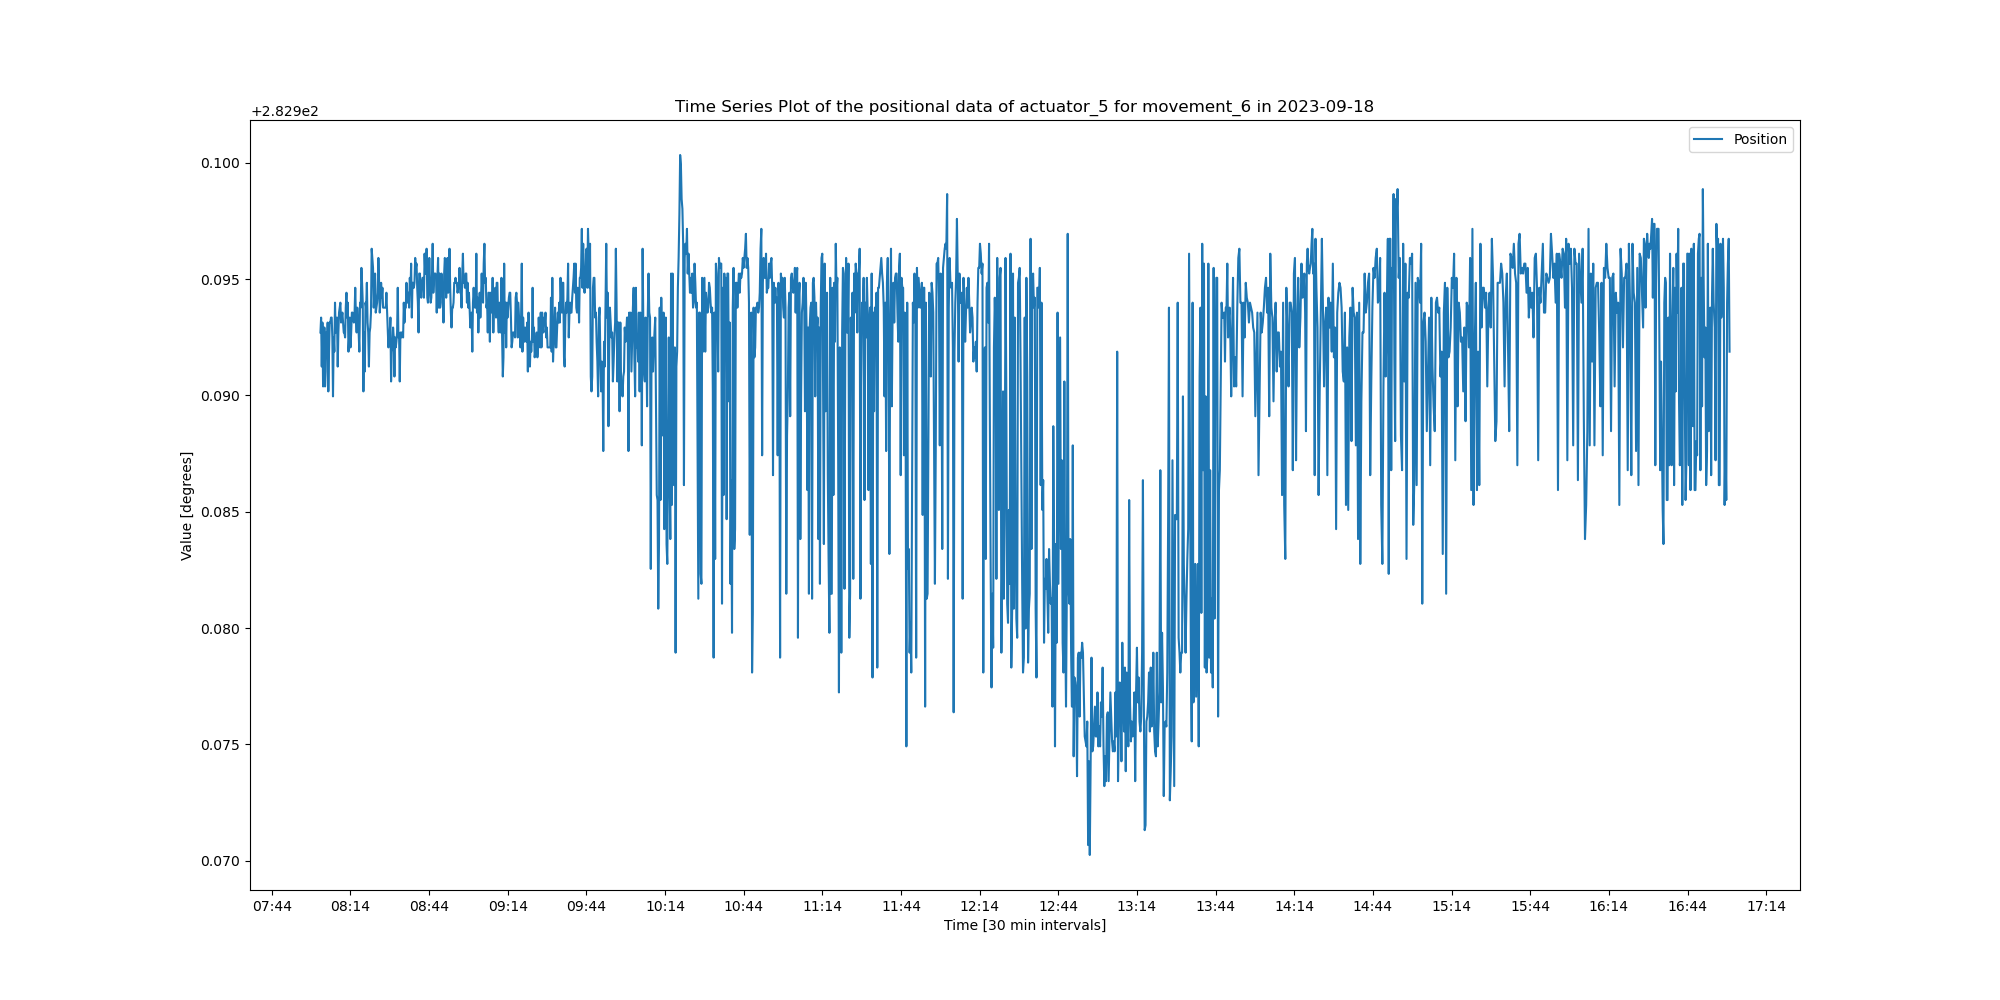 Time Series Plot of the positional data of actuator_5 for movement_6 in 2023-09-18
+2.829e2
Position
0.100
0.095
0.090
0.085
0.080
0.075
0.070
Value [degrees]
07:44 08:14 08:44 09:14 09:44 10:14 10:44 11:14 11:44 12:14 12:44 13:14 13:44 14:14 14:44 15:14 15:44 16:14 16:44 17:14
Time [30 min intervals]